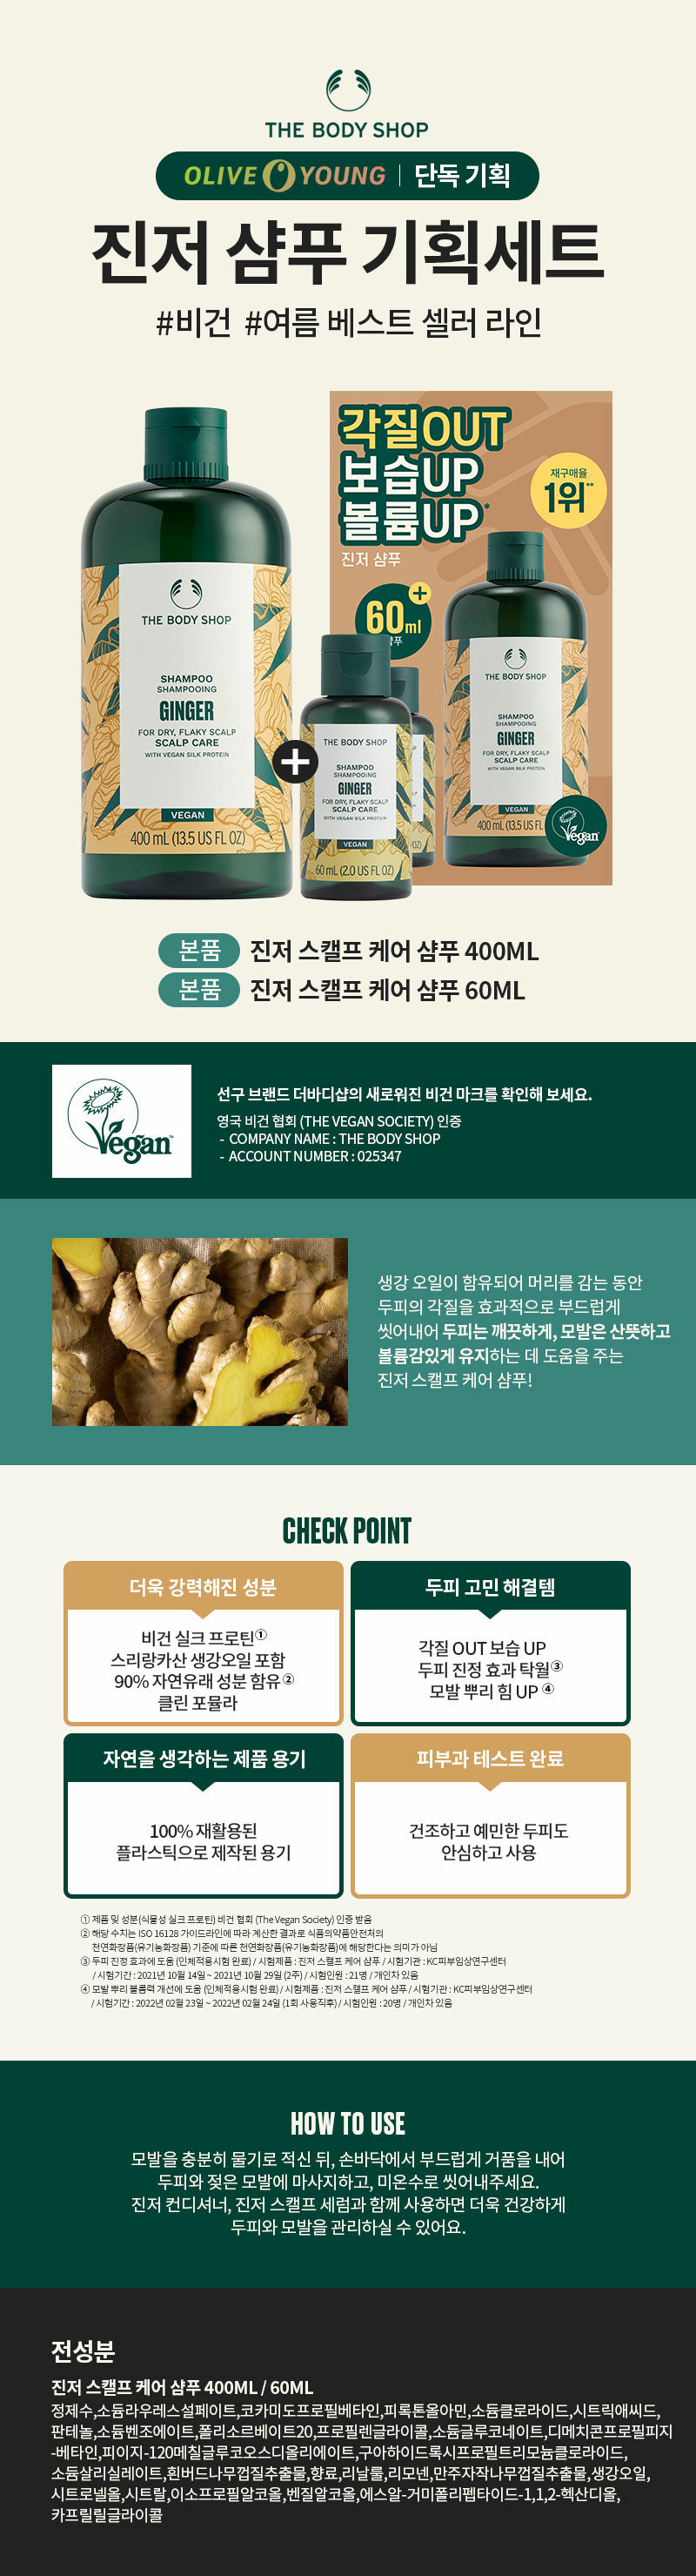 THE BODY SHOP
OLIVE YOUNG | 단독 기획
진저 샴푸 기획세트
#비건 #여름 베스트 셀러 라인
각질OUT
보습UP
볼륨UP*
진저 샴푸
재구매율
1위**
+
60ml
THE BODY SHOP
SHAMPOO
SHAMPOOING
GINGER
FOR DRY, FLAKY SCALP
SCALP CARE
WITH VEGAN SILK PROTEIN
VEGAN
400 mL (13.5 US FL OZ)
+
THE BODY SHOP
SHAMPOO
SHAMPOOING
GINGER
FOR DRY, FLAKY SCALP
SCALP CARE
WITH VEGAN SILK PROTEIN
VEGAN
60 mL (2.0 US FL OZ)
THE BODY SHOP
SHAMPOO
SHAMPOOING
GINGER
FOR DRY, FLAKY SCALP
SCALP CARE
WITH VEGAN SILK PROTEIN
VEGAN
400 mL (13.5 US FL
Vegan
본품 진저 스캘프 케어 샴푸 400ML
본품 진저 스캘프 케어 샴푸 60ML
Vegan™
선구 브랜드 더바디샵의 새로워진 비건 마크를 확인해 보세요.
영국 비건 협회 (THE VEGAN SOCIETY) 인증
- COMPANY NAME : THE BODY SHOP
- ACCOUNT NUMBER : 025347
생강 오일이 함유되어 머리를 감는 동안
두피의 각질을 효과적으로 부드럽게
씻어내어 두피는 깨끗하게, 모발은 산뜻하고
볼륨감있게 유지하는 데 도움을 주는
진저 스캘프 케어 샴푸!
CHECK POINT
더욱 강력해진 성분
비건 실크 프로틴①
스리랑카산 생강오일 포함
90% 자연유래 성분 함유②
클린 포뮬라
두피 고민 해결템
각질 OUT 보습 UP
두피 진정 효과 탁월③
모발 뿌리 힘 UP ④
자연을 생각하는 제품 용기
100% 재활용된
플라스틱으로 제작된 용기
피부과 테스트 완료
건조하고 예민한 두피도
안심하고 사용
① 제품 및 성분(식물성 실크 프로틴) 비건 협회 (The Vegan Society) 인증 받음
② 해당 수치는 ISO 16128 가이드라인에 따라 계산한 결과로 식품의약품안전처의
천연화장품(유기농화장품) 기준에 따른 천연화장품(유기농화장품)에 해당한다는 의미가 아님
③ 두피 진정 효과에 도움 (인체적용시험 완료) / 시험제품 : 진저 스캘프 케어 샴푸 / 시험기관 : KC피부임상연구센터
/ 시험기간 : 2021년 10월 14일 ~ 2021년 10월 29일 (2주) / 시험인원 : 21명 / 개인차 있음
④ 모발 뿌리 볼륨력 개선에 도움 (인체적용시험 완료) / 시험제품 : 진저 스캘프 케어 샴푸 / 시험기관 : KC피부임상연구센터
/ 시험기간 : 2022년 02월 23일 ~ 2022년 02월 24일 (1회 사용직후) / 시험인원 : 20명 / 개인차 있음
HOW TO USE
모발을 충분히 물기로 적신 뒤, 손바닥에서 부드럽게 거품을 내어
두피와 젖은 모발에 마사지하고, 미온수로 씻어내주세요.
진저 컨디셔너, 진저 스캘프 세럼과 함께 사용하면 더욱 건강하게
두피와 모발을 관리하실 수 있어요.
전성분
진저 스캘프 케어 샴푸 400ML / 60ML
정제수,소듐라우레스설페이트,코카미도프로필베타인,피록톤올아민,소듐클로라이드,시트릭애씨드,
판테놀,소듐벤조에이트,폴리소르베이트20,프로필렌글라이콜,소듐글루코네이트,디메치콘프로필피지
-베타인,피이지-120메칠글루코오스디올리에이트,구아하이드록시프로필트리모늄클로라이드,
소듐살리실레이트,흰버드나무껍질추출물,향료,리날룰,리모넨,만주자작나무껍질추출물,생강오일,
시트로넬올,시트랄,이소프로필알코올,벤질알코올,에스알-거미폴리펩타이드-1,1,2-헥산디올,
카프릴릴글라이콜